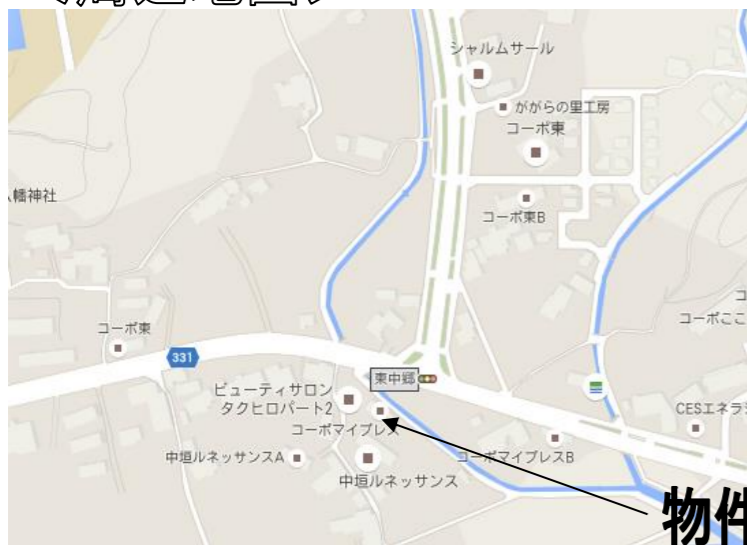 シャルムサール
ががらの里工房
コーポ東
幡神社
コーポ東B
コーポ東
コーポここ
331
東中郷
ビューティサロン
タクヒロパート2
CESエネラ
コーポマイプレス
中垣ルネッサンスA
コーポマイプレスB
中垣ルネッサンス
物件